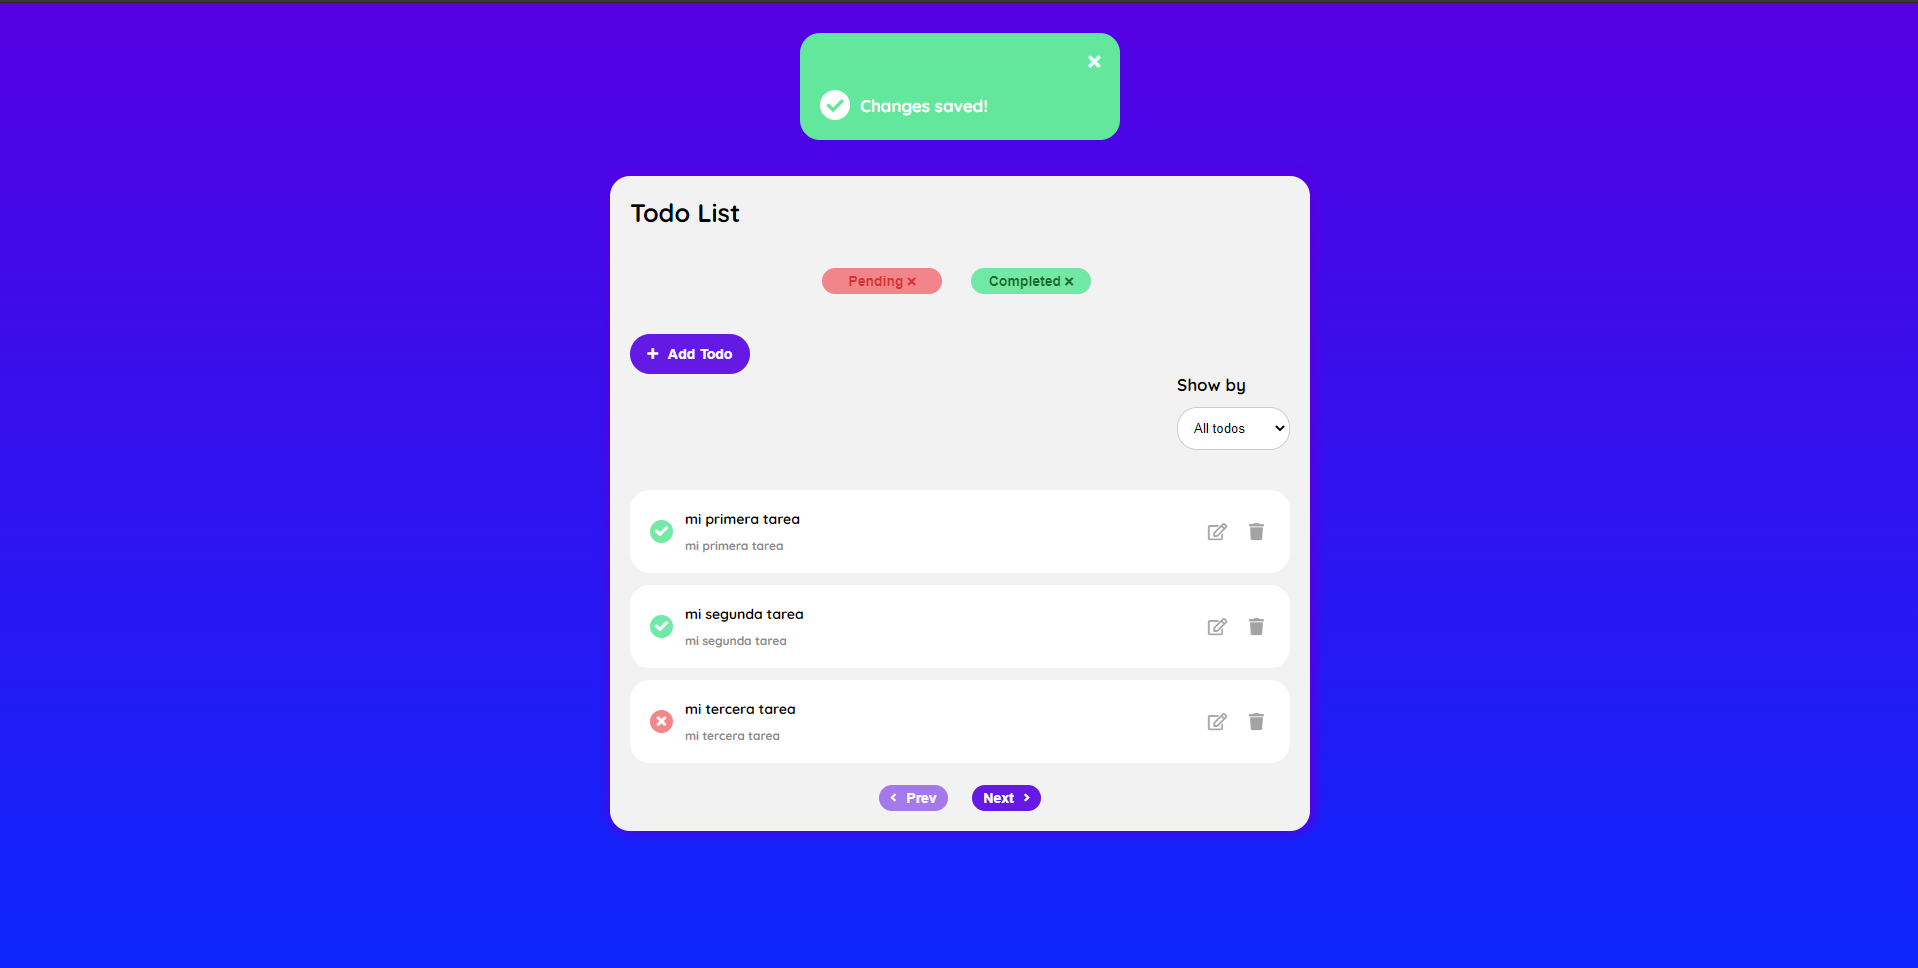 Changes saved!
Todo List
Pending
Completed
Add Todo
Show by
All todos
mi primera tarea
mi primera tarea
mi segunda tarea
mi segunda tarea
mi tercera tarea
mi tercera tarea
Prev
Next